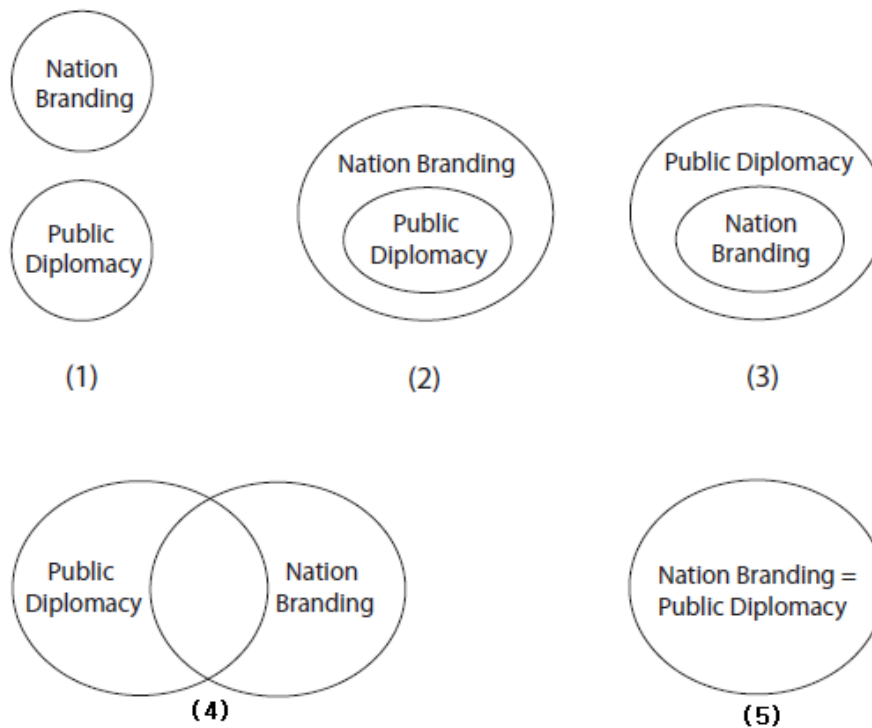 Nation
Branding
Public
Diplomacy
(1)
Nation Branding
Public
Diplomacy
(2)
Public Diplomacy
Nation
Branding
(3)
Public
Diplomacy
Nation
Branding
(4)
Nation Branding =
Public Diplomacy
(5)